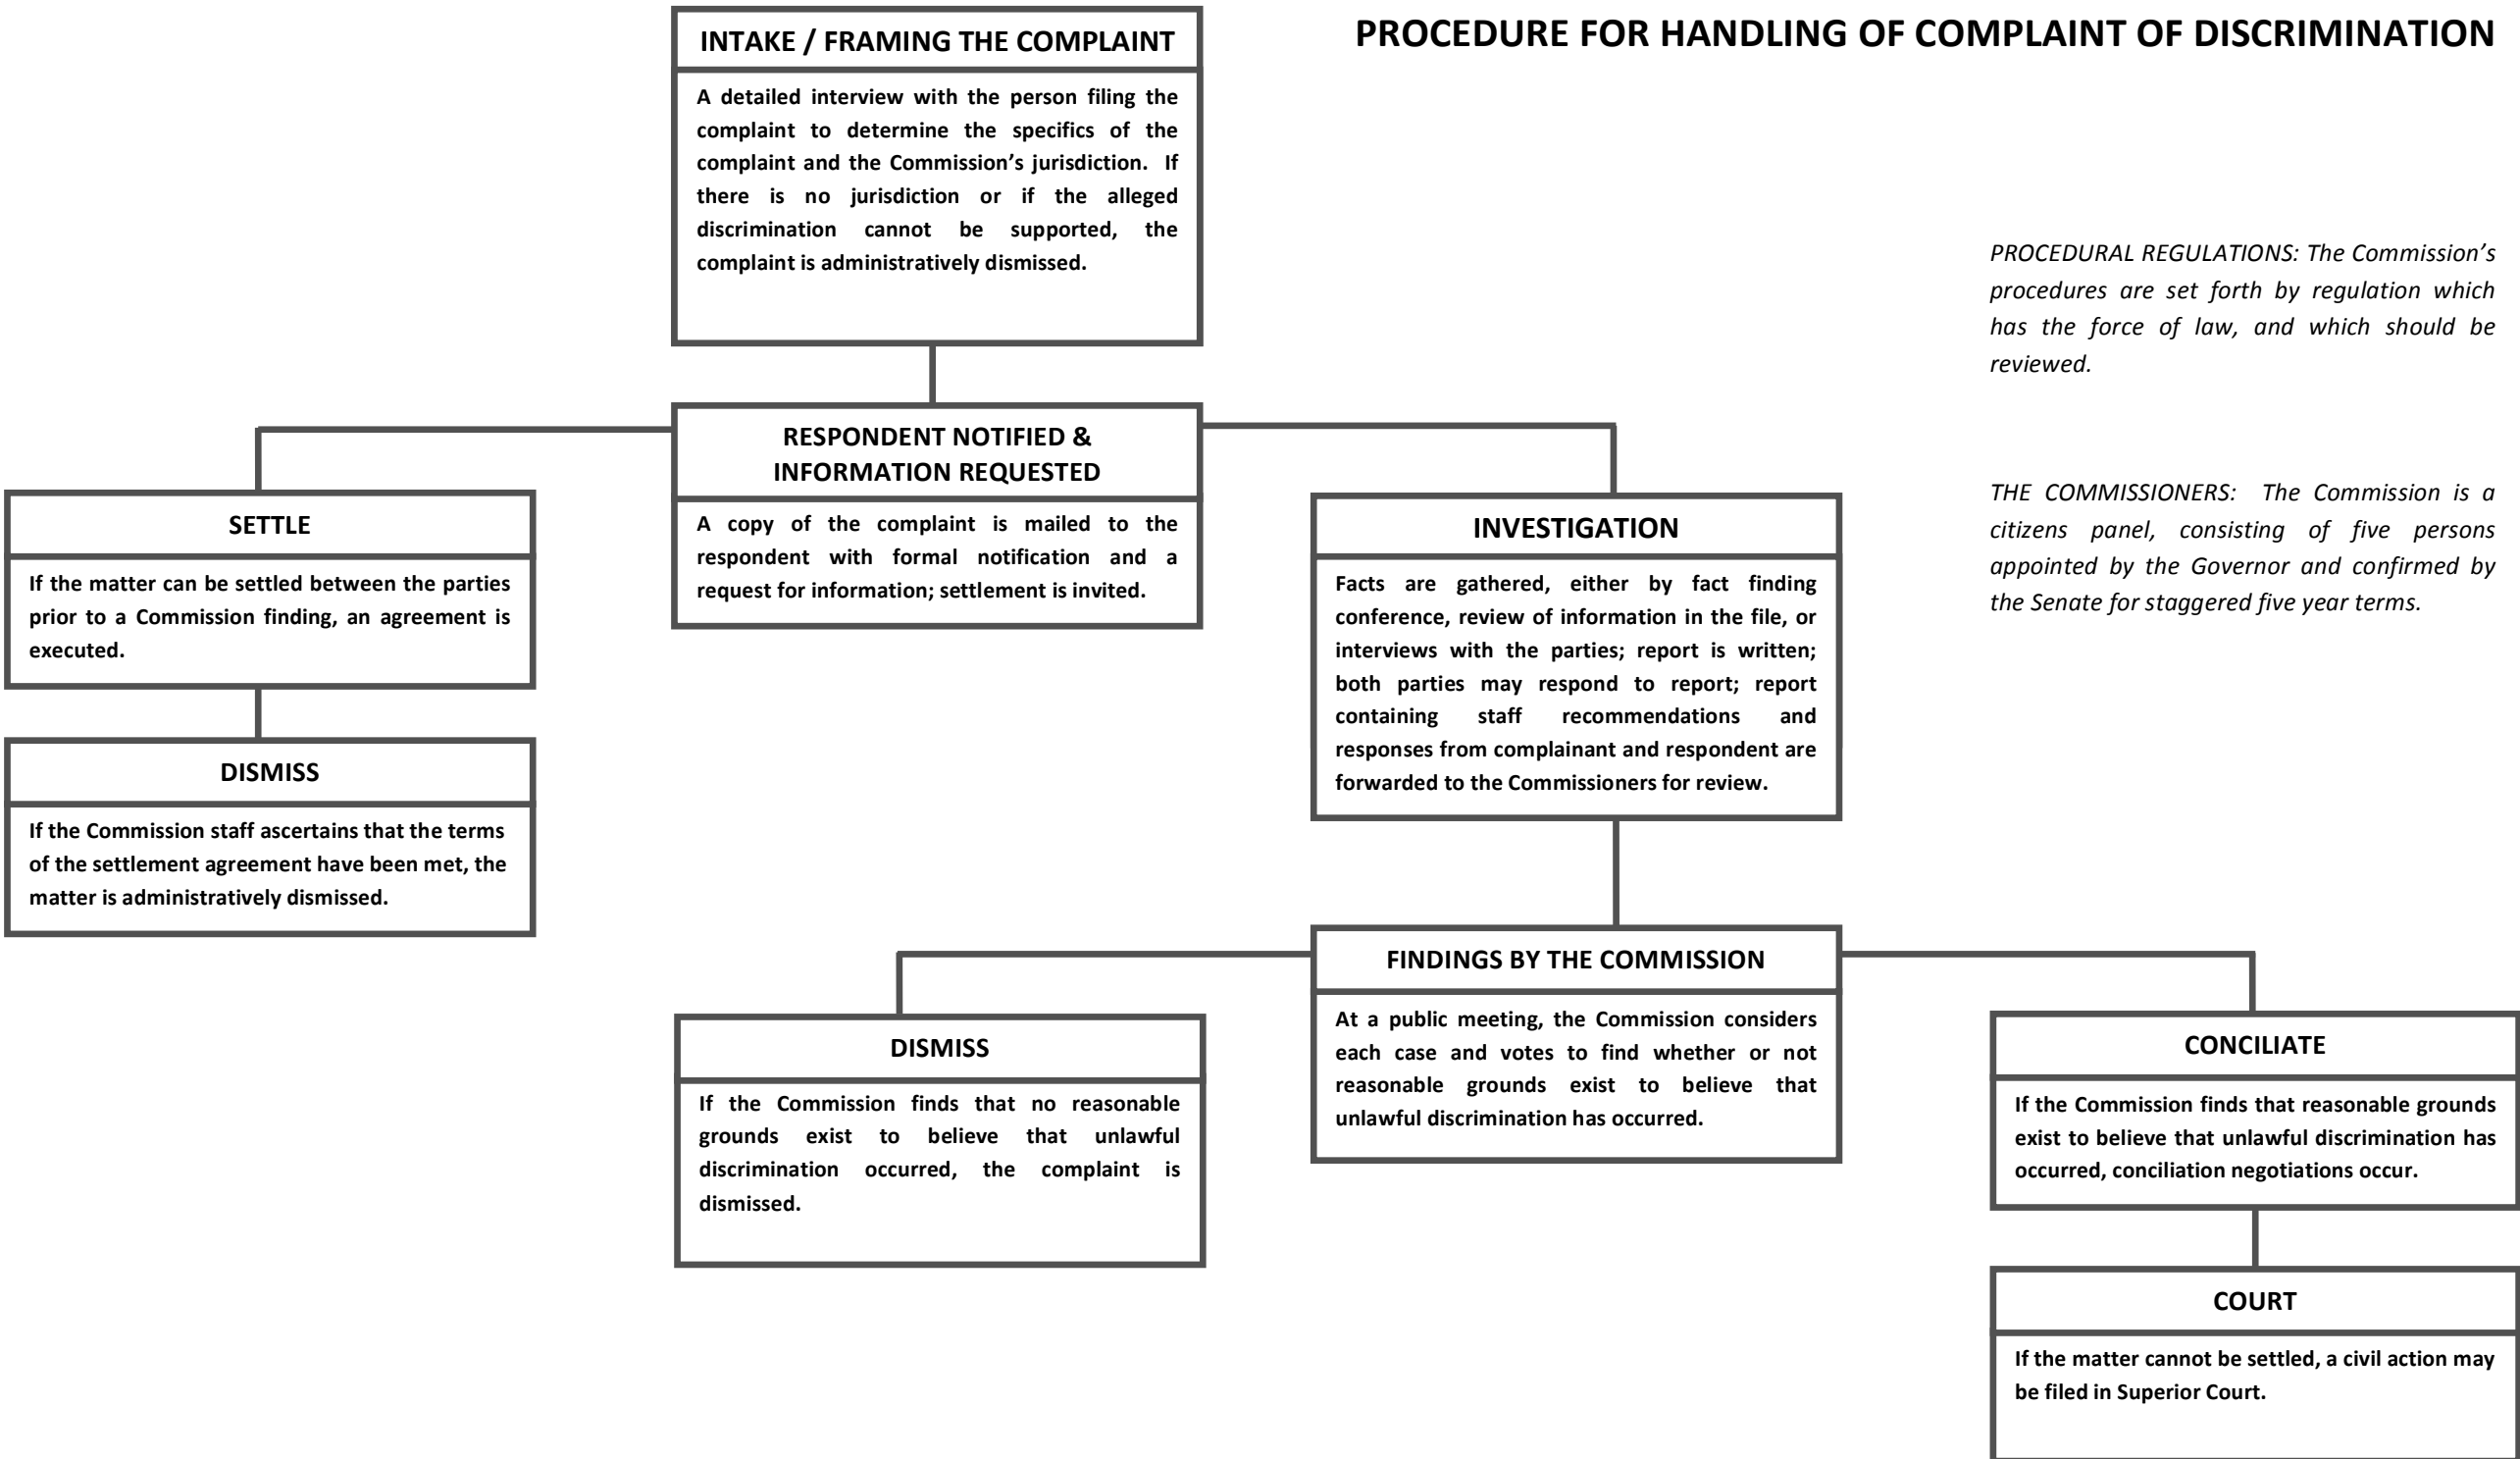 PROCEDURE FOR HANDLING OF COMPLAINT OF DISCRIMINATION
INTAKE / FRAMING THE COMPLAINT
A detailed interview with the person filing the
complaint to determine the specifics of the
complaint and the Commission’s jurisdiction. If
there is no jurisdiction or if the alleged
discrimination cannot be supported, the
complaint is administratively dismissed.
PROCEDURAL REGULATIONS: The Commission’s
procedures are set forth by regulation which
has the force of law, and which should be
reviewed.
THE COMMISSIONERS: The Commission is a
citizens panel, consisting of five persons
appointed by the Governor and confirmed by
the Senate for staggered five year terms.
RESPONDENT NOTIFIED &
INFORMATION REQUESTED
A copy of the complaint is mailed to the
respondent with formal notification and a
request for information; settlement is invited.
SETTLE
If the matter can be settled between the parties
prior to a Commission finding, an agreement is
executed.
DISMISS
If the Commission staff ascertains that the terms
of the settlement agreement have been met, the
matter is administratively dismissed.
INVESTIGATION
Facts are gathered, either by fact finding
conference, review of information in the file, or
interviews with the parties; report is written;
both parties may respond to report; report
containing staff recommendations and
responses from complainant and respondent are
forwarded to the Commissioners for review.
FINDINGS BY THE COMMISSION
At a public meeting, the Commission considers
each case and votes to find whether or not
reasonable grounds exist to believe that
unlawful discrimination has occurred.
DISMISS
If the Commission finds that no reasonable
grounds exist to believe that unlawful
discrimination occurred, the complaint is
dismissed.
CONCILIATE
If the Commission finds that reasonable grounds
exist to believe that unlawful discrimination has
occurred, conciliation negotiations occur.
COURT
If the matter cannot be settled, a civil action may
be filed in Superior Court.